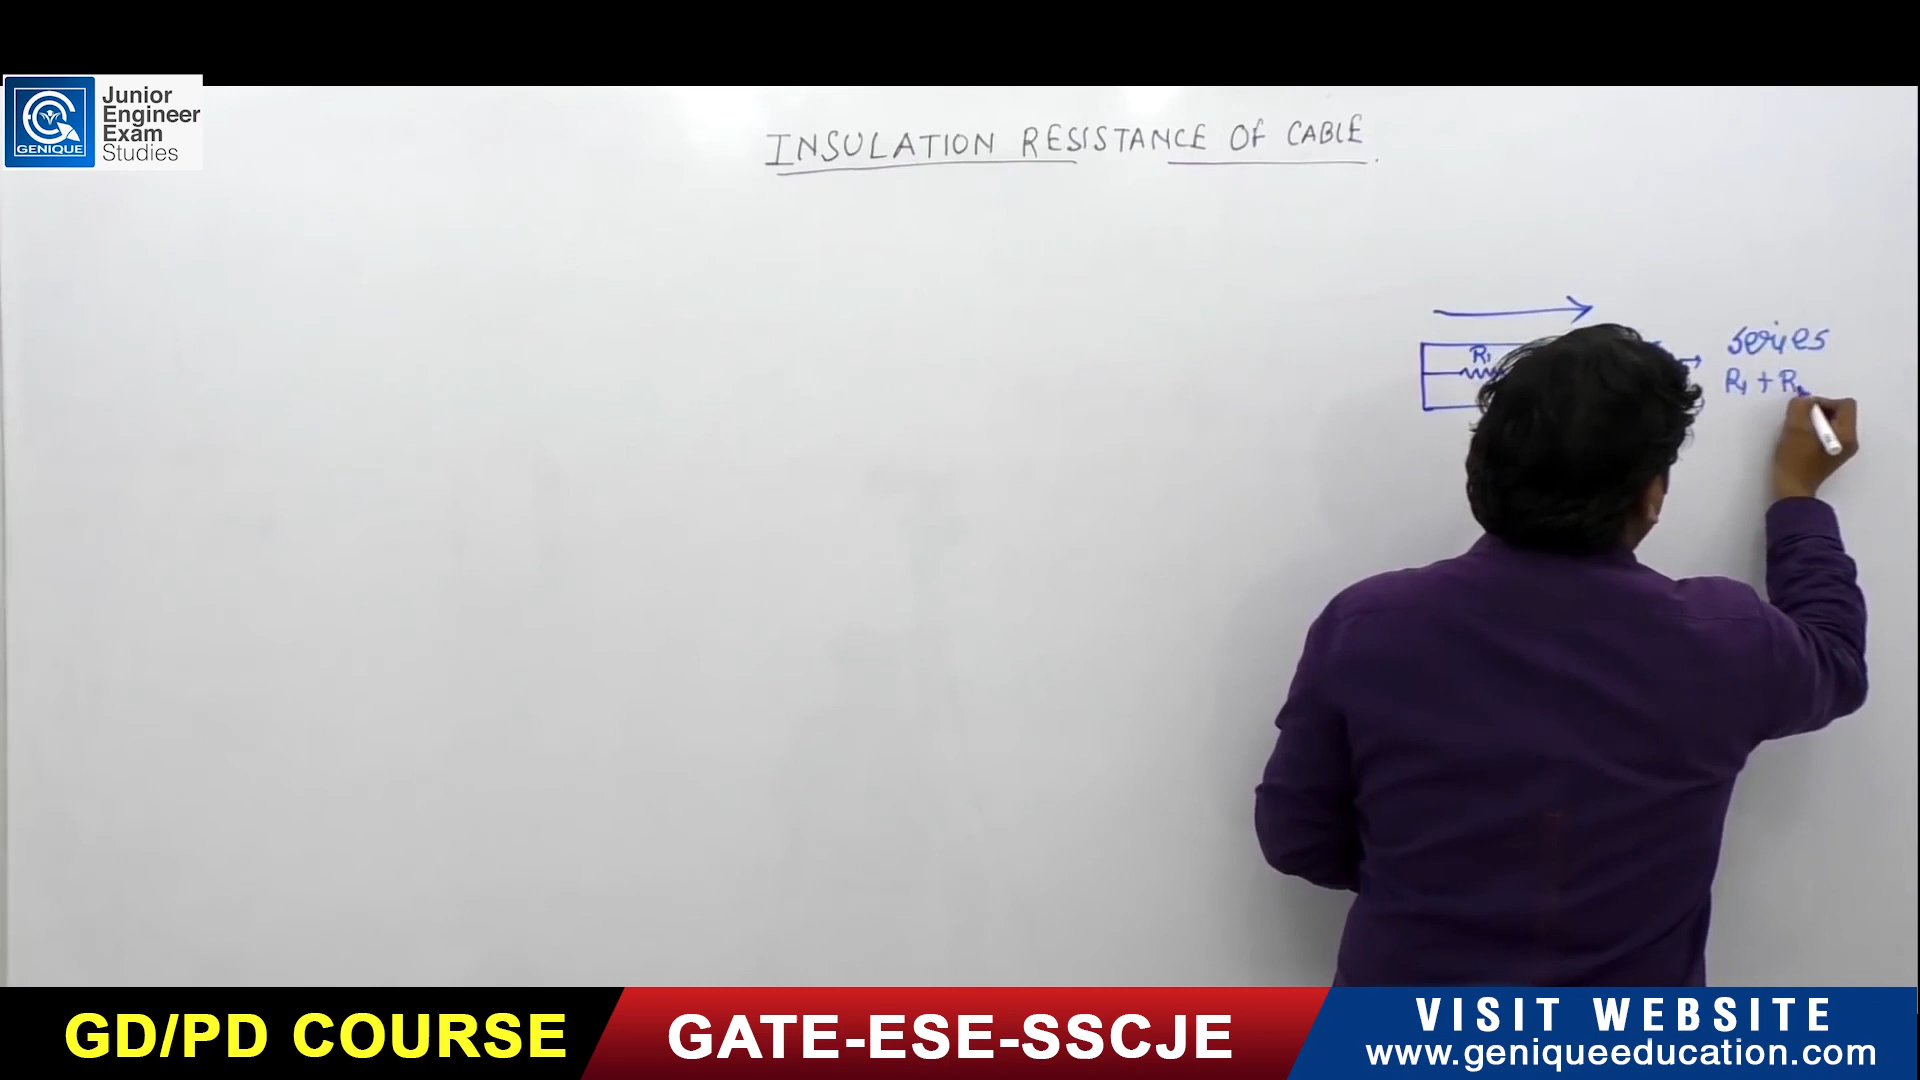 Junior
Engineer
Exam
Studies
GENIQUE
INSULATION RESISTANCE OF CABLE
R1
series
R1 + R
GD/PD COURSE
GATE-ESE-SSCJE
VISIT WEBSITE
www.geniqueeducation.com